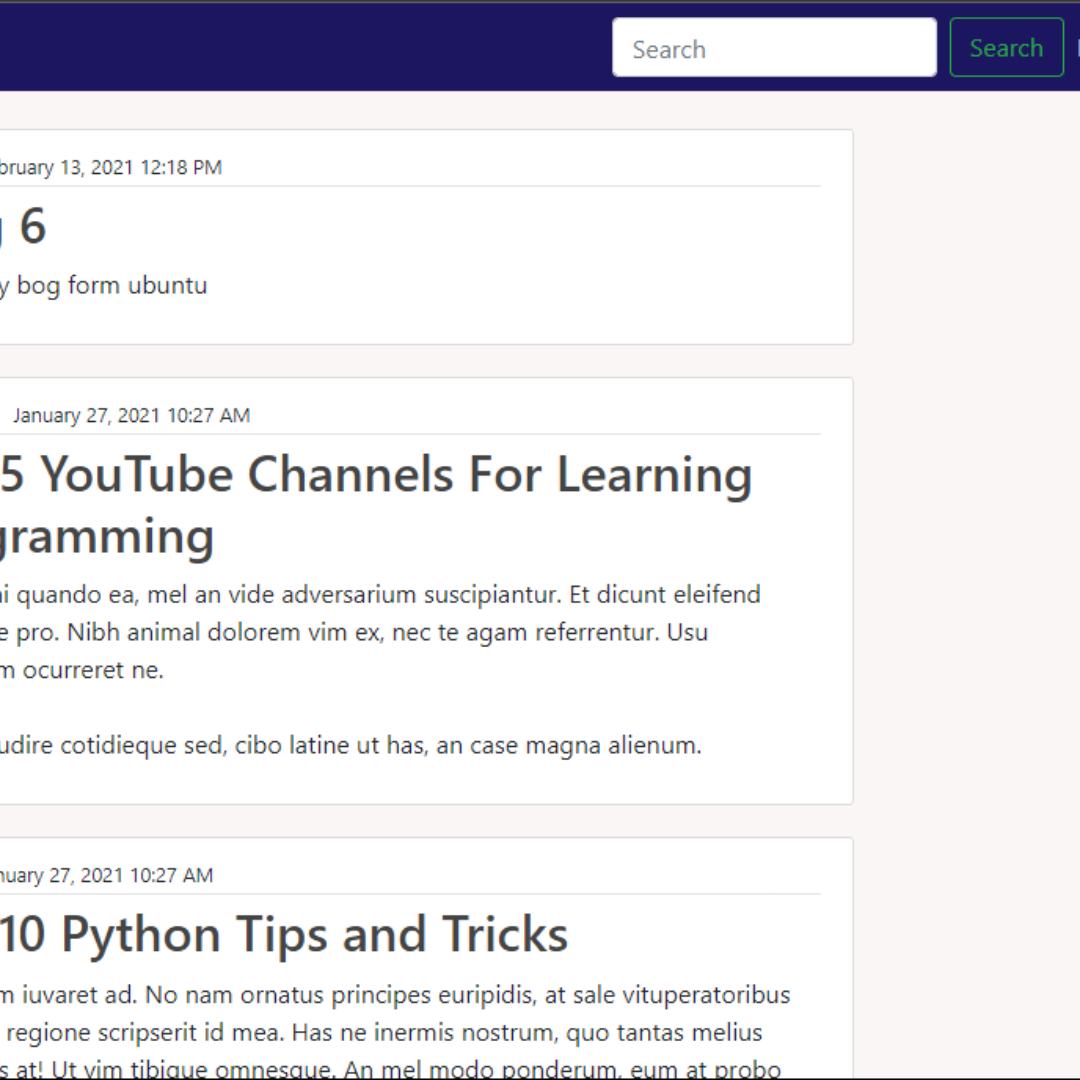 Search Search
bruary 13, 2021 12:18 PM
6
y bog form ubuntu
January 27, 2021 10:27 AM
5 YouTube Channels For Learning
gramming
i quando ea, mel an vide adversarium suscipiantur. Et dicunt eleifend
e pro. Nibh animal dolorem vim ex, nec te agam referrentur. Usu
m ocurreret ne.
udire cotidieque sed, cibo latine ut has, an case magna alienum.
nuary 27, 2021 10:27 AM
10 Python Tips and Tricks
m iuvaret ad. No nam ornatus principes euripidis, at sale vituperatoribus
regione scripserit id mea. Has ne inermis nostrum, quo tantas melius
s at! Ut vim tibique omnesque. An mel modo ponderum, eum at probo